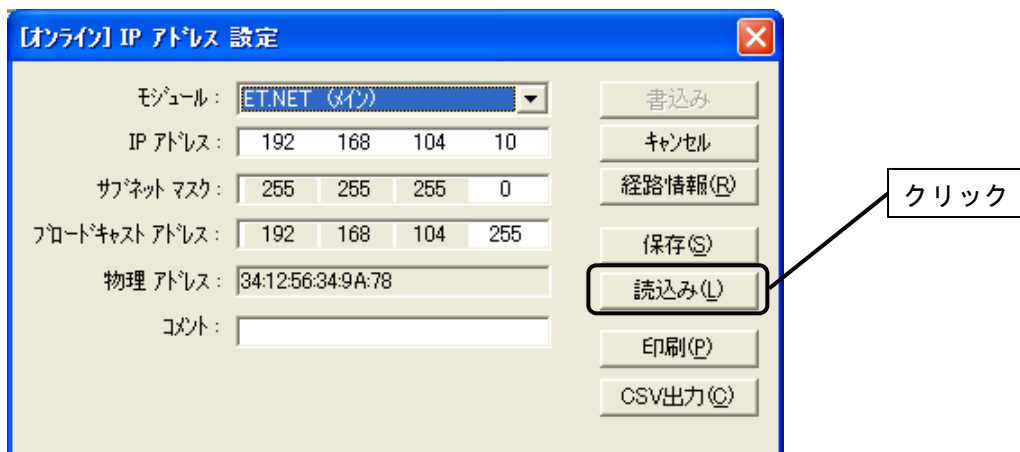 [オンライン] IP アドレス 設定
モジュール： ET.NET （メイン） 書込み
IP アドレス： 192 168 104 10 キャンセル
サブネット マスク： 255 255 255 0 経路情報(R)
クリック
ブロードキャスト アドレス： 192 168 104 255 保存(S)
物理 アドレス： 34:12:56:34:9A:78 読込み(L)
コメント：
印刷(P)
CSV出力(C)